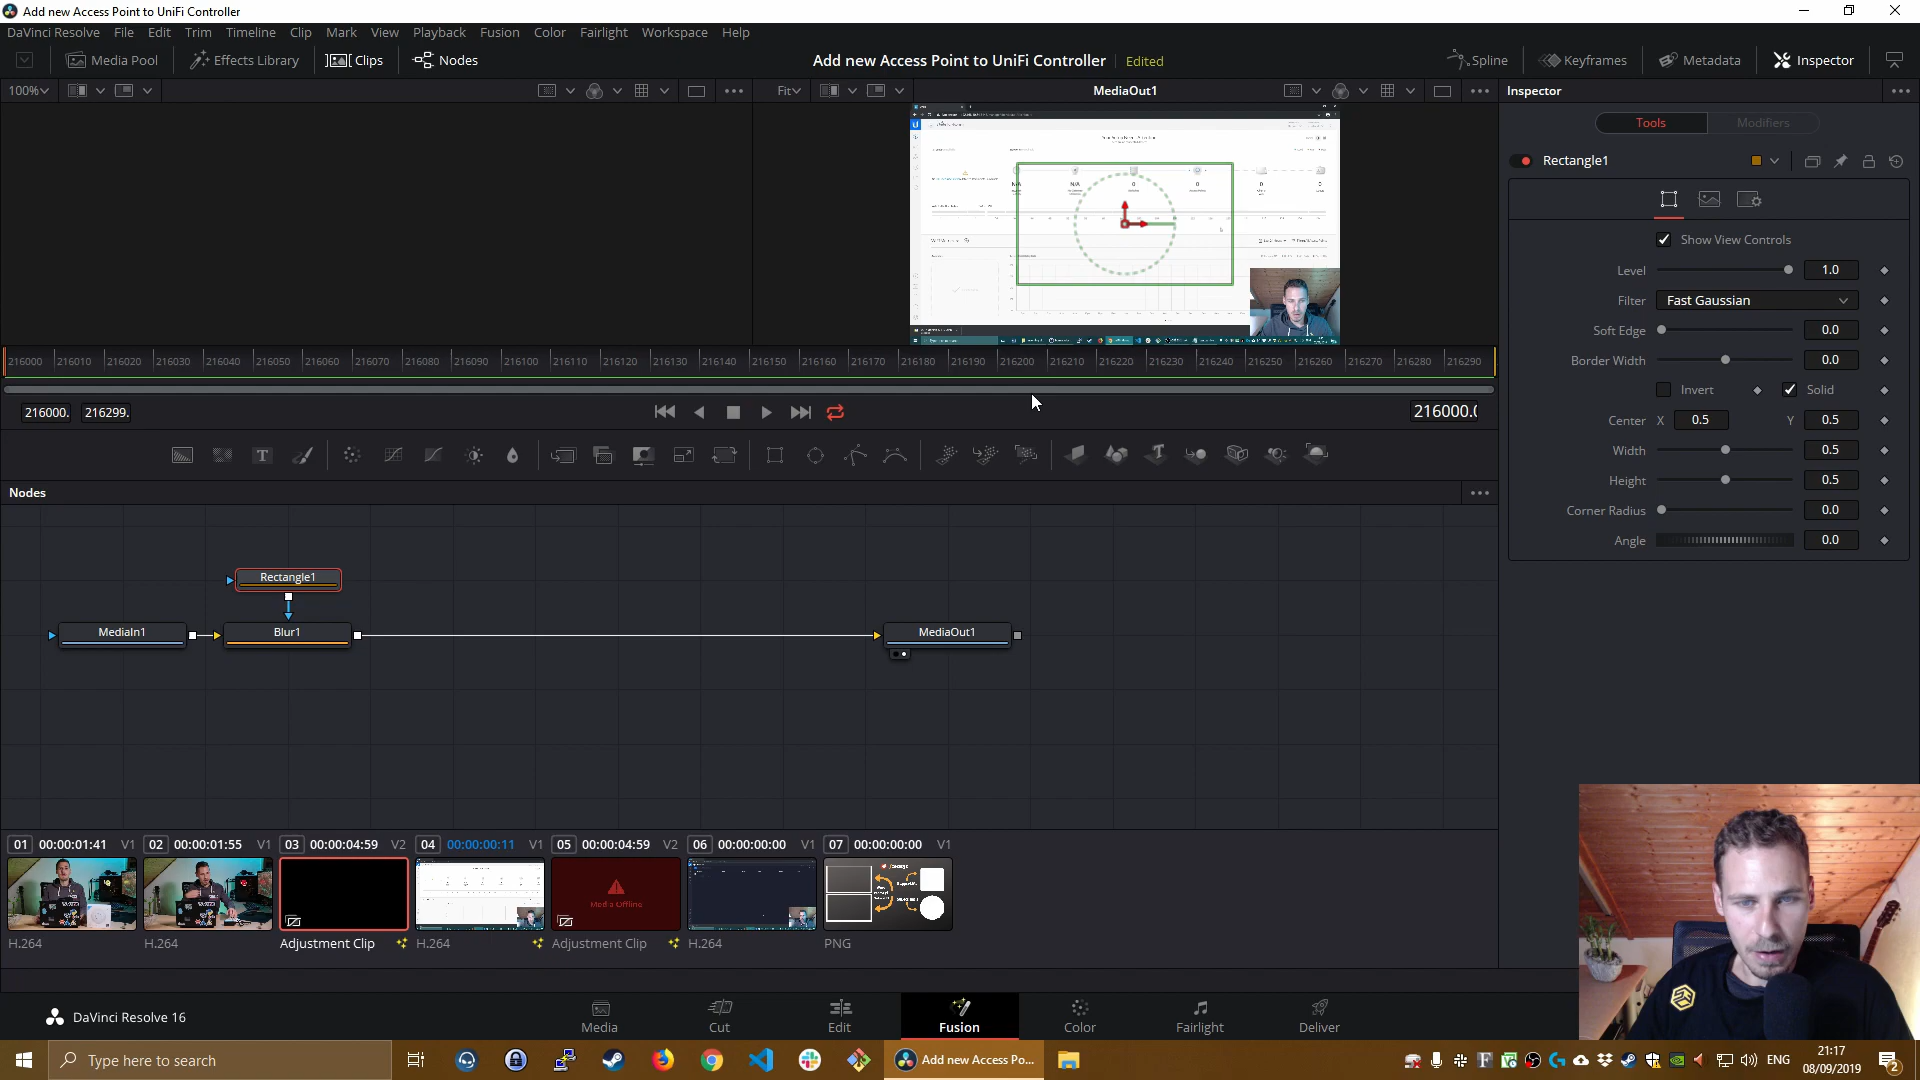 Add new Access Point to UniFi Controller
DaVinci Resolve File Edit Trim Timeline Clip Mark View Playback Fusion Color Fairlight Workspace Help
Media Pool Effects Library Clips Nodes Add new Access Point to UniFi Controller Edited Spline Keyframes Metadata Inspector
100% Fit MediaOut1 Inspector
Tools Modifiers
Rectangle1
Show View Controls
Level 1.0
Filter Fast Gaussian
Soft Edge 0.0
Border Width 0.0
Invert Solid
Center X 0.5 Y 0.5
Width 0.5
Height 0.5
Corner Radius 0.0
Angle 0.0
N/A N/A 0 0 0 0
216000 216010 216020 216030 216040 216050 216060 216070 216080 216090 216100 216110 216120 216130 216140 216150 216160 216170 216180 216190 216200 216210 216220 216230 216240 216250 216260 216270 216280 216290
216000. 216299. 216000.0
Nodes
Rectangle1
MediaIn1 Blur1 MediaOut1
01 00:00:01:41 V1 02 00:00:01:55 V1 03 00:00:04:59 V2 04 00:00:00:11 V1 05 00:00:04:59 V2 06 00:00:00:00 V1 07 00:00:00:00 V1
Media Offline
H.264 H.264 Adjustment Clip H.264 Adjustment Clip H.264 PNG
DaVinci Resolve 16 Media Cut Edit Fusion Color Fairlight Deliver
Type here to search Add new Access Po... ENG 21:17
08/09/2019 2